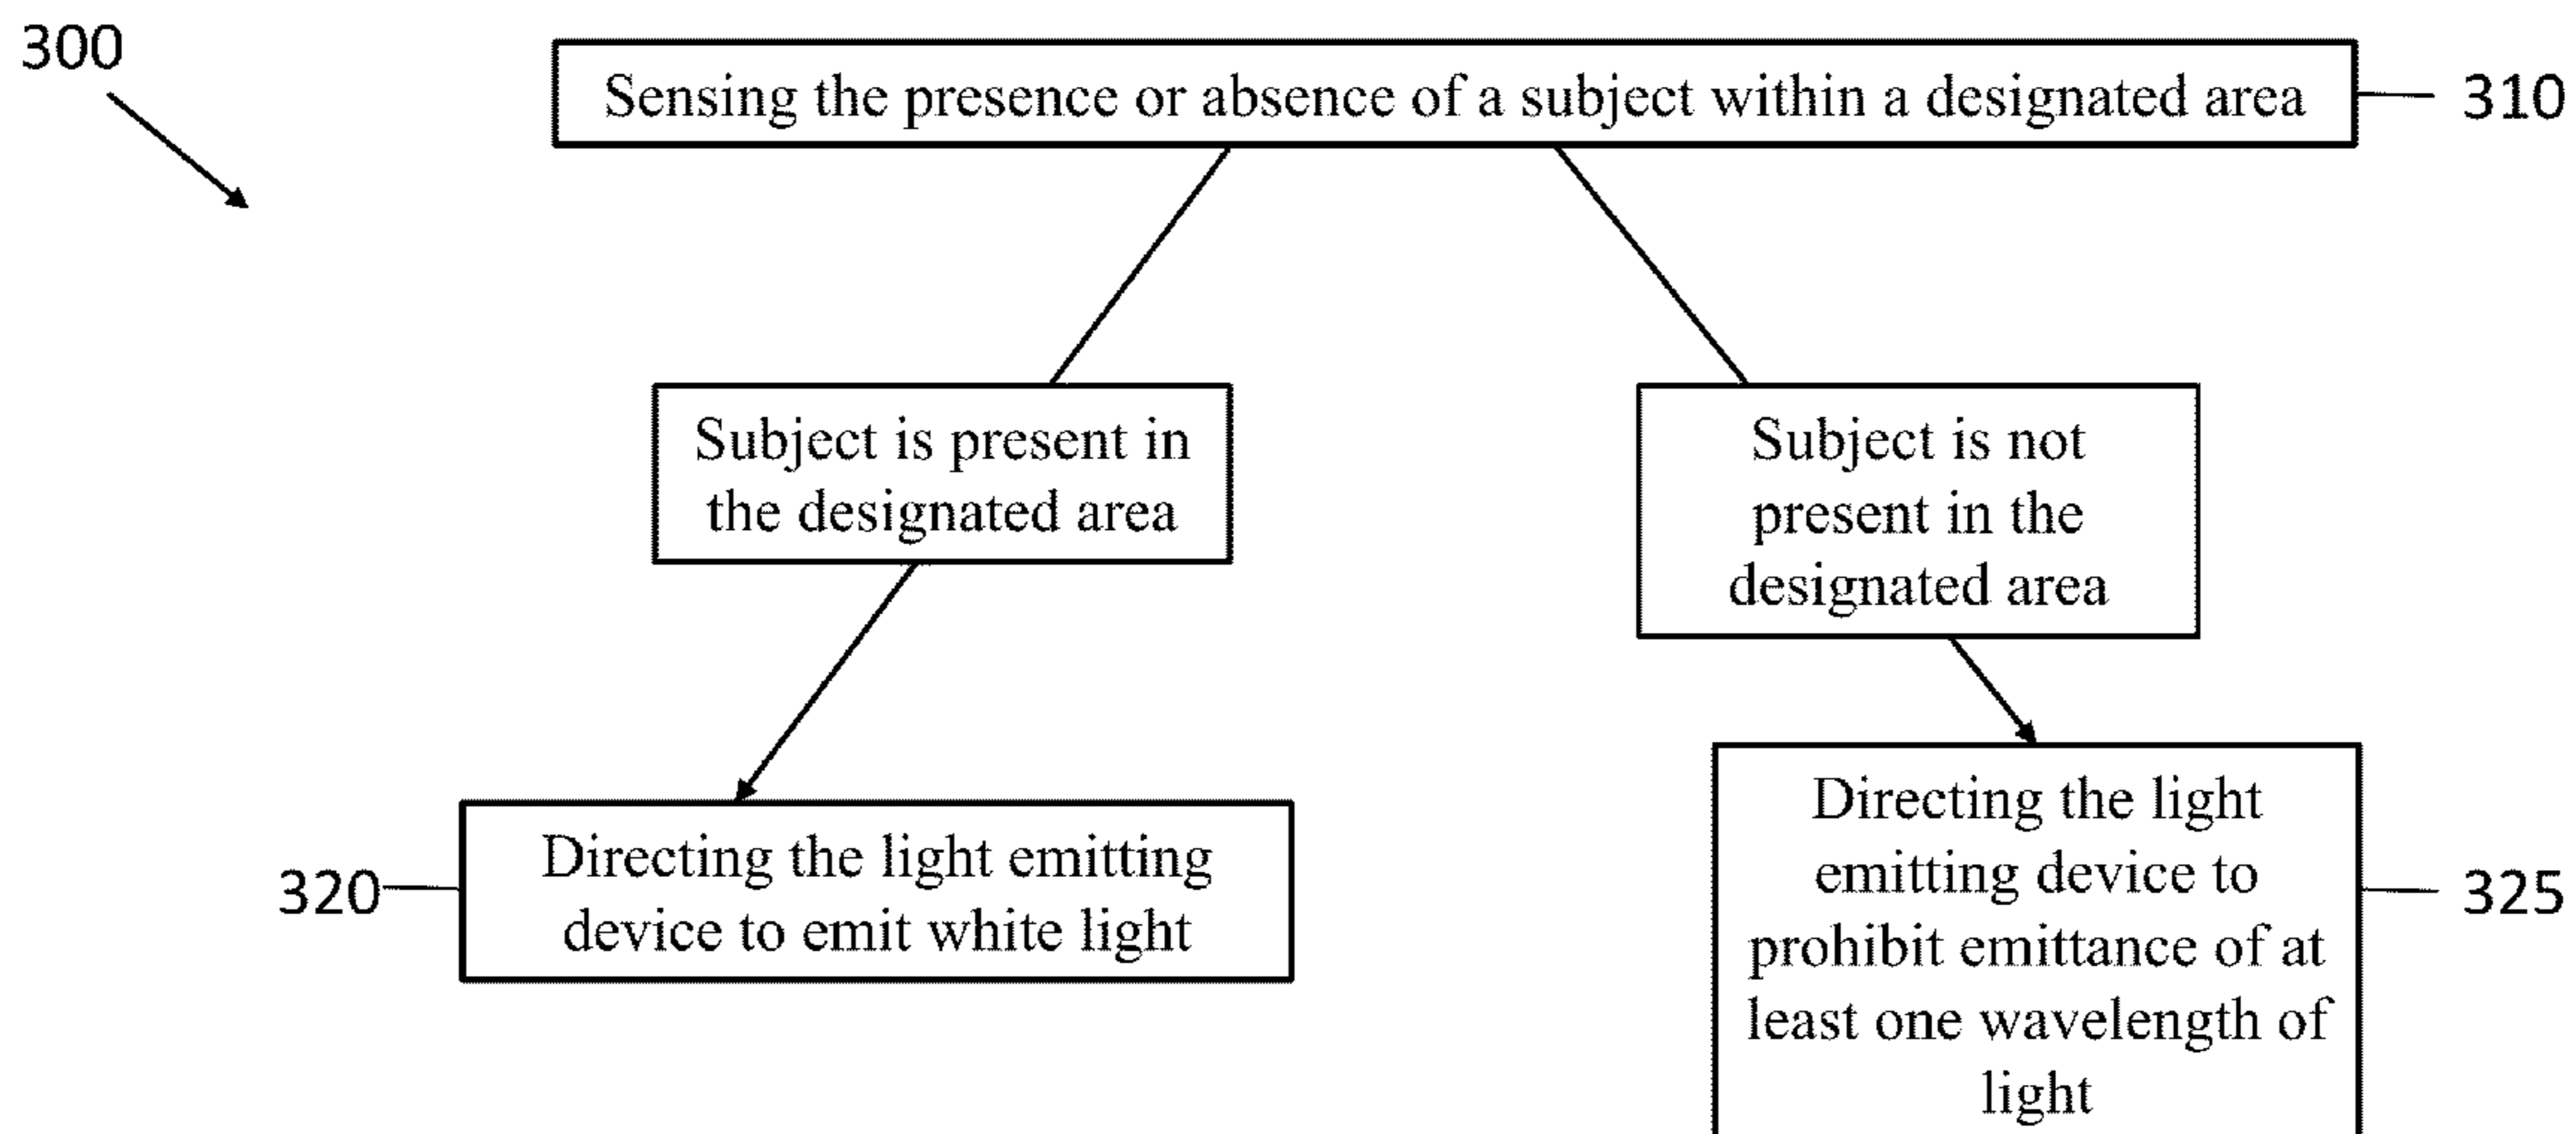 300
Sensing the presence or absence of a subject within a designated area
310
Subject is present in
the designated area
Subject is not
present in the
designated area
320
Directing the light emitting
device to emit white light
Directing the light
emitting device to
prohibit emittance of at
least one wavelength of
light
325